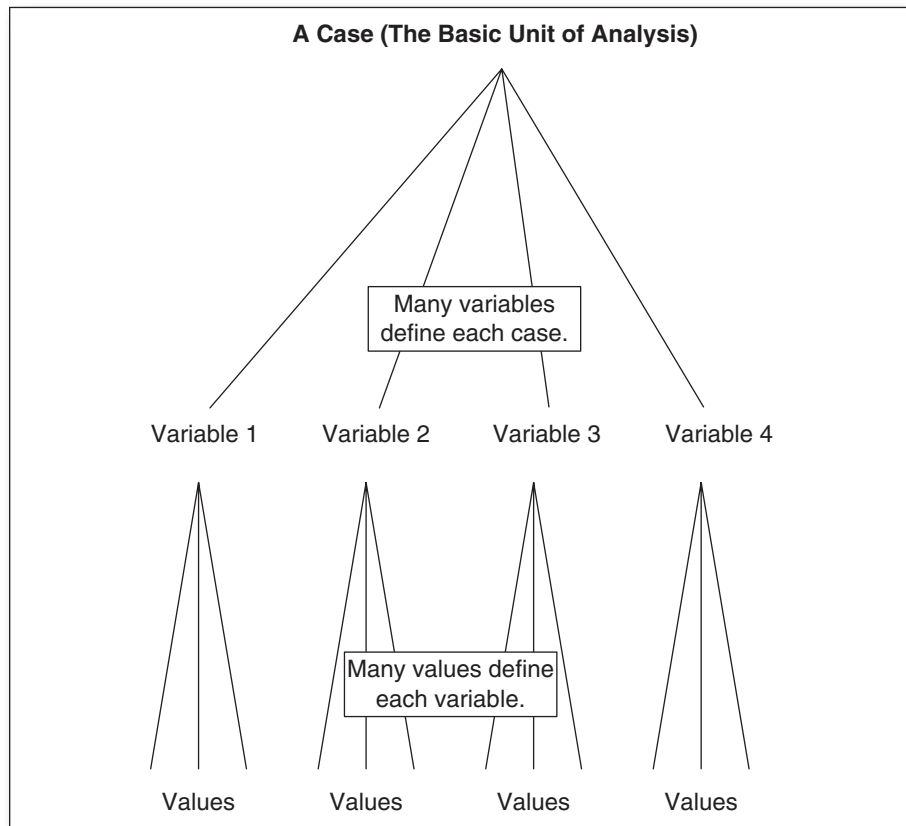 A Case (The Basic Unit of Analysis)
Many variables
define each case.
Variable 1 Variable 2 Variable 3 Variable 4
Many values define
each variable.
Values Values Values Values